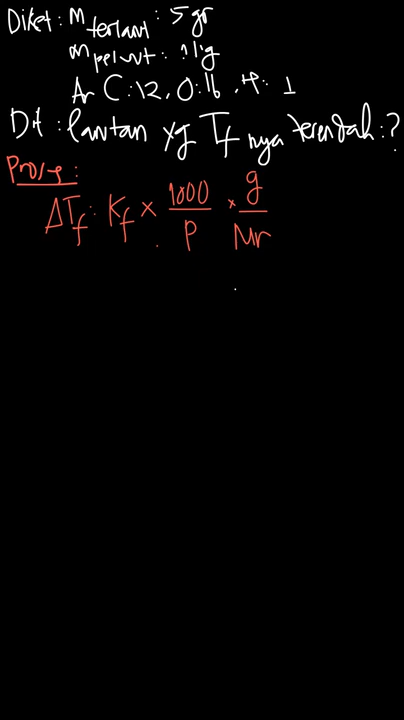 Diket : m terlarut : 5 gr
m pelarut : 1 kg
Ar C : 12, O : 16, H : 1
Dit : larutan yg Tf nya terendah : ?
Proses :
ΔTf : Kf × 1000/P × g/Mr